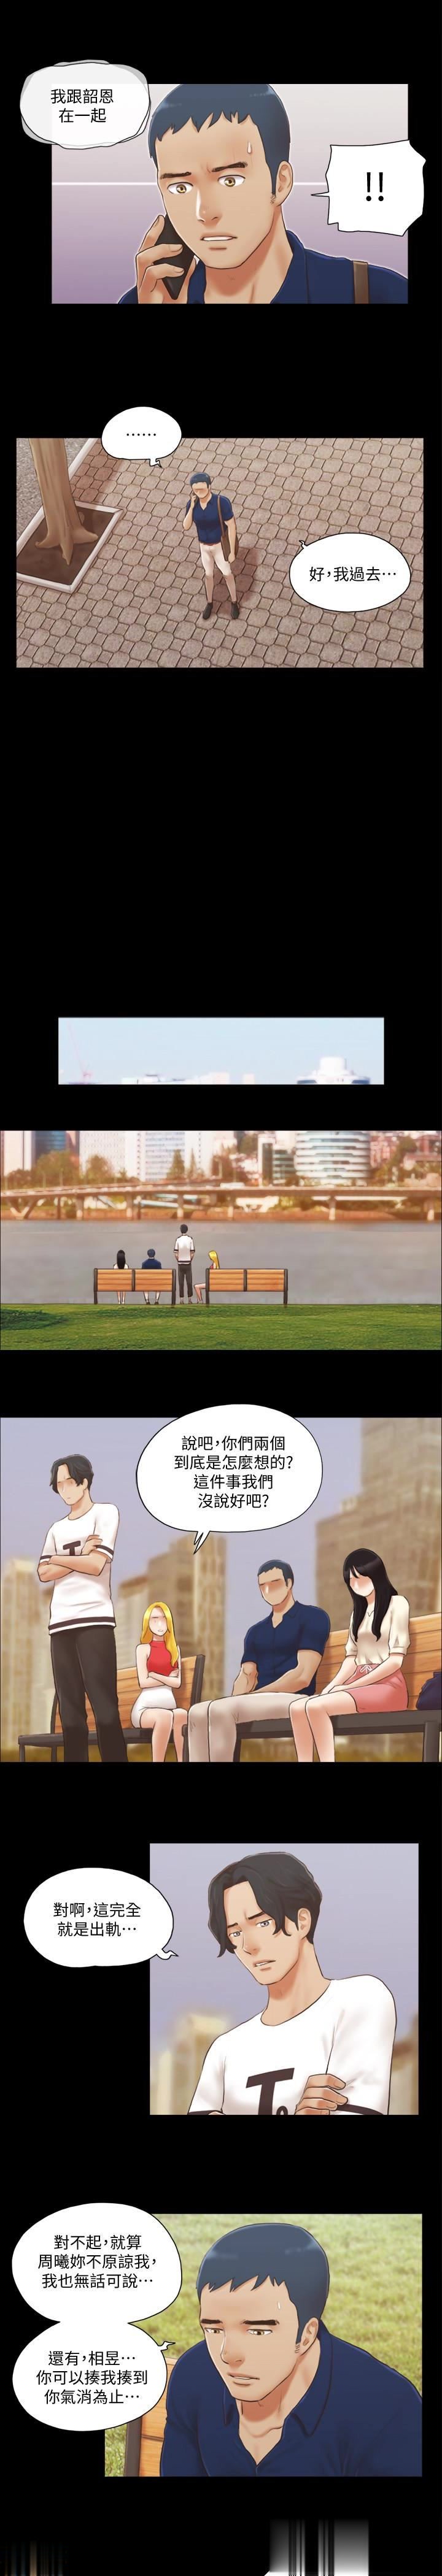 我跟韶恩
在一起
!!
……
好,我過去…
說吧,你們兩個
到底是怎麼想的?
這件事我們
沒說好吧?
對啊,這完全
就是出軌…
T
對不起,就算
周曦妳不原諒我,
我也無話可說…
還有,相昱…
你可以揍我揍到
你氣消為止…